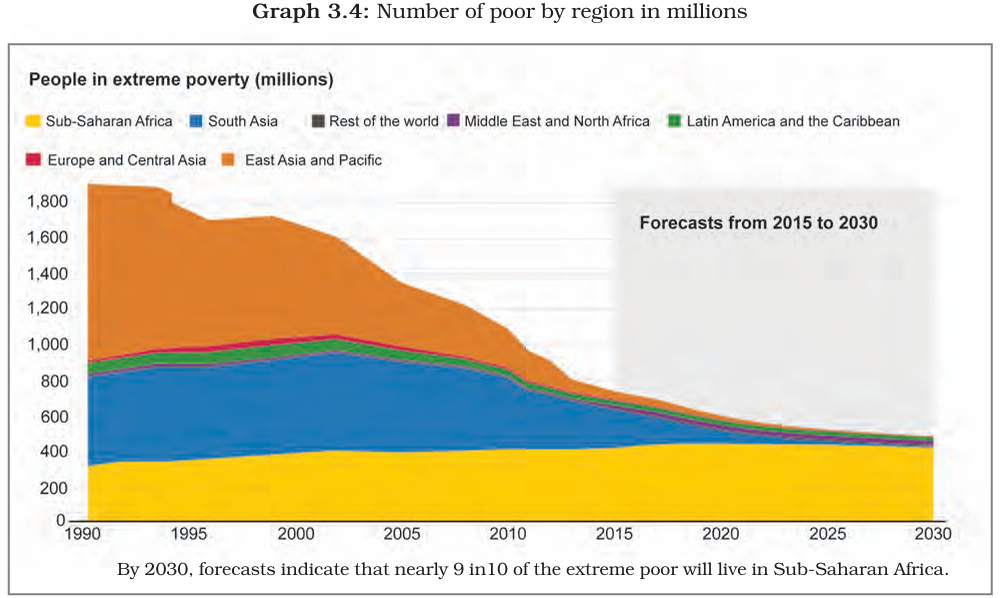 Graph 3.4: Number of poor by region in millions
People in extreme poverty (millions)
Sub-Saharan Africa South Asia Rest of the world Middle East and North Africa Latin America and the Caribbean
Europe and Central Asia East Asia and Pacific
1,800
Forecasts from 2015 to 2030
1,600
1,400
1,200
1,000
800
600
400
200
0
1990 1995 2000 2005 2010 2015 2020 2025 2030
By 2030, forecasts indicate that nearly 9 in10 of the extreme poor will live in Sub-Saharan Africa.